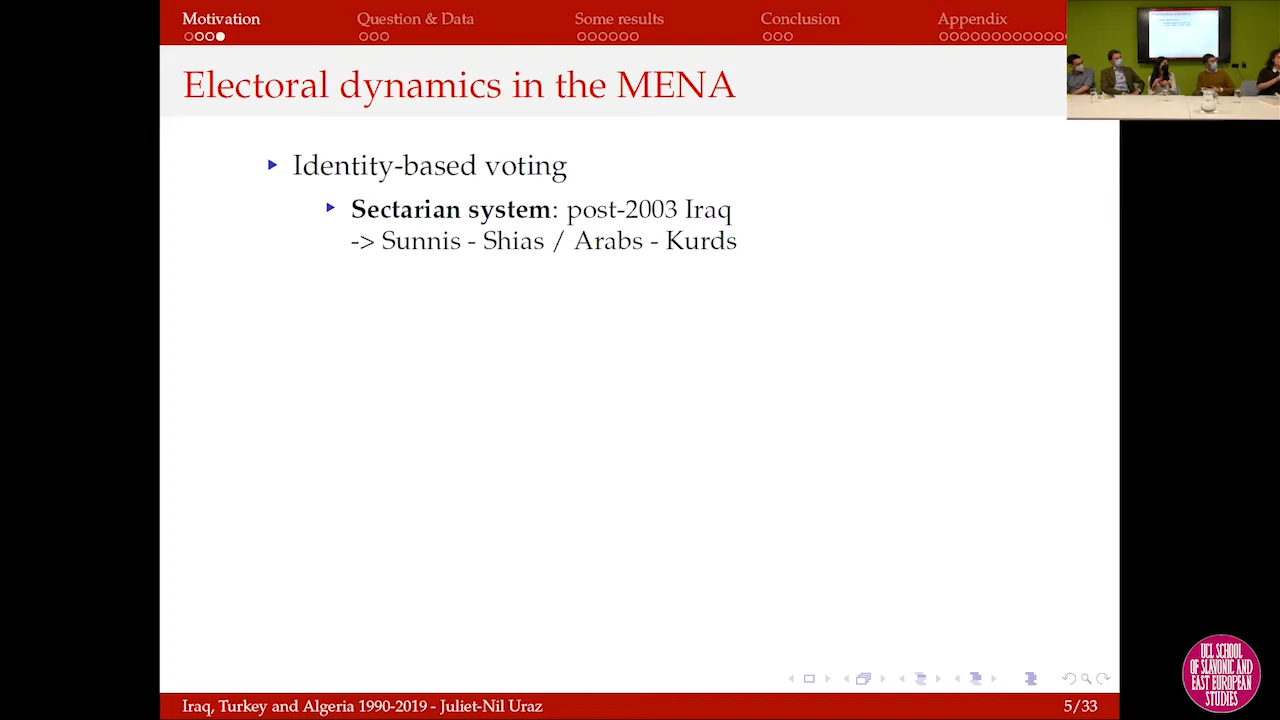 Motivation Question & Data Some results Conclusion Appendix
Electoral dynamics in the MENA
Identity-based voting
Sectarian system: post-2003 Iraq
-> Sunnis - Shias / Arabs - Kurds
Iraq, Turkey and Algeria 1990-2019 - Juliet-Nil Uraz 5/33
UCL SCHOOL
OF SLAVONIC AND
EAST EUROPEAN
STUDIES